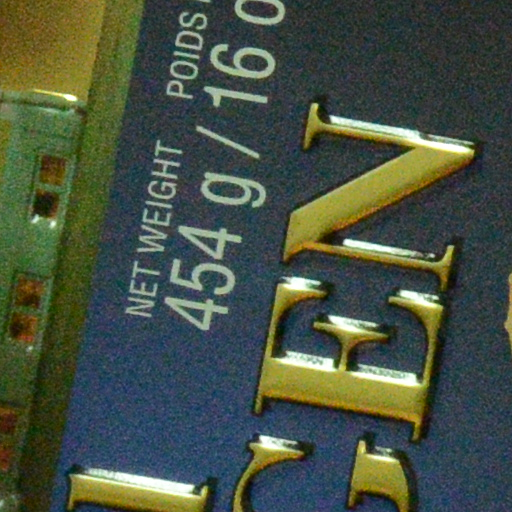 NET WEIGHT POIDS
454 g / 16 o
GEN